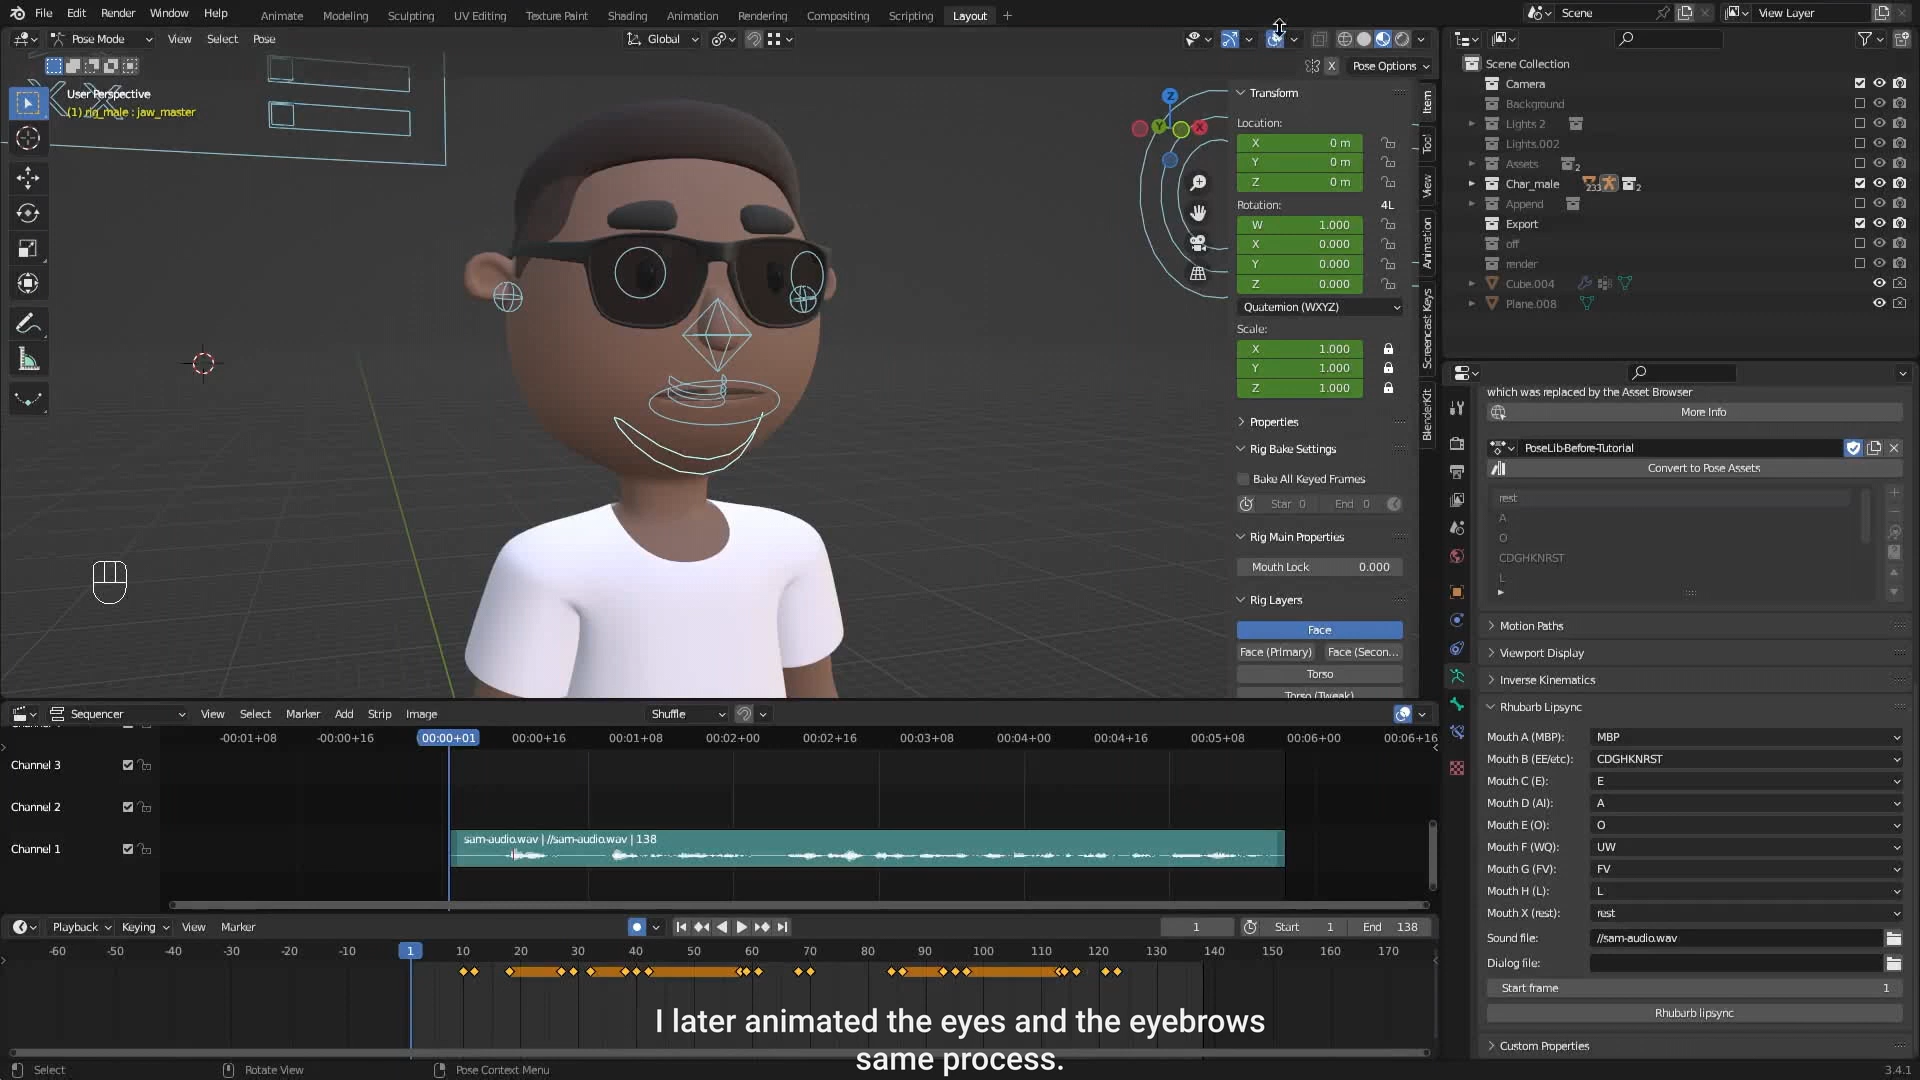 File Edit Render Window Help Animate Modeling Sculpting UV Editing Texture Paint Shading Animation Rendering Compositing Scripting Layout + Scene View Layer
Pose Mode View Select Pose Global
X Pose Options
User Perspective
(1) rig_male : jaw_master
Transform
Location:
X 0 m
Y 0 m
Z 0 m
Rotation: 4L
W 1.000
X 0.000
Y 0.000
Z 0.000
Quaternion (WXYZ)
Scale:
X 1.000
Y 1.000
Z 1.000
Properties
Rig Bake Settings
Bake All Keyed Frames
Star 0 End 0
Rig Main Properties
Mouth Lock 0.000
Rig Layers
Face
Face (Primary) Face (Secon...
Torso
Torso (Tweak)
Z
Y
X
Item
Tool
View
Animation
Screencast Keys
BlenderKit
Scene Collection
Camera
Background
Lights 2
Lights.002
Assets 2
Char_male 233 2
Append
Export
off
render
Cube.004
Plane.008
which was replaced by the Asset Browser
More Info
PoseLib-Before-Tutorial
Convert to Pose Assets
rest
A
O
CDGHKNRST
L
Motion Paths
Viewport Display
Inverse Kinematics
Rhubarb Lipsync
Mouth A (MBP): MBP
Mouth B (EE/etc): CDGHKNRST
Mouth C (E): E
Mouth D (AI): A
Mouth E (O): O
Mouth F (WQ): UW
Mouth G (FV): FV
Mouth H (L): L
Mouth X (rest): rest
Sound file: //sam-audio.wav
Dialog file:
Start frame 1
Rhubarb lipsync
Custom Properties
Sequencer View Select Marker Add Strip Image Shuffle
-00:01+08 -00:00+16 00:00+01 00:00+16 00:01+08 00:02+00 00:02+16 00:03+08 00:04+00 00:04+16 00:05+08 00:06+00 00:06+16
Channel 3
Channel 2
Channel 1
sam-audio.wav | //sam-audio.wav | 138
Playback Keying View Marker 1 Start 1 End 138
-60 -50 -40 -30 -20 -10 1 10 20 30 40 50 60 70 80 90 100 110 120 130 140 150 160 170
I later animated the eyes and the eyebrows
same process.
Select Rotate View Pose Context Menu 3.4.1